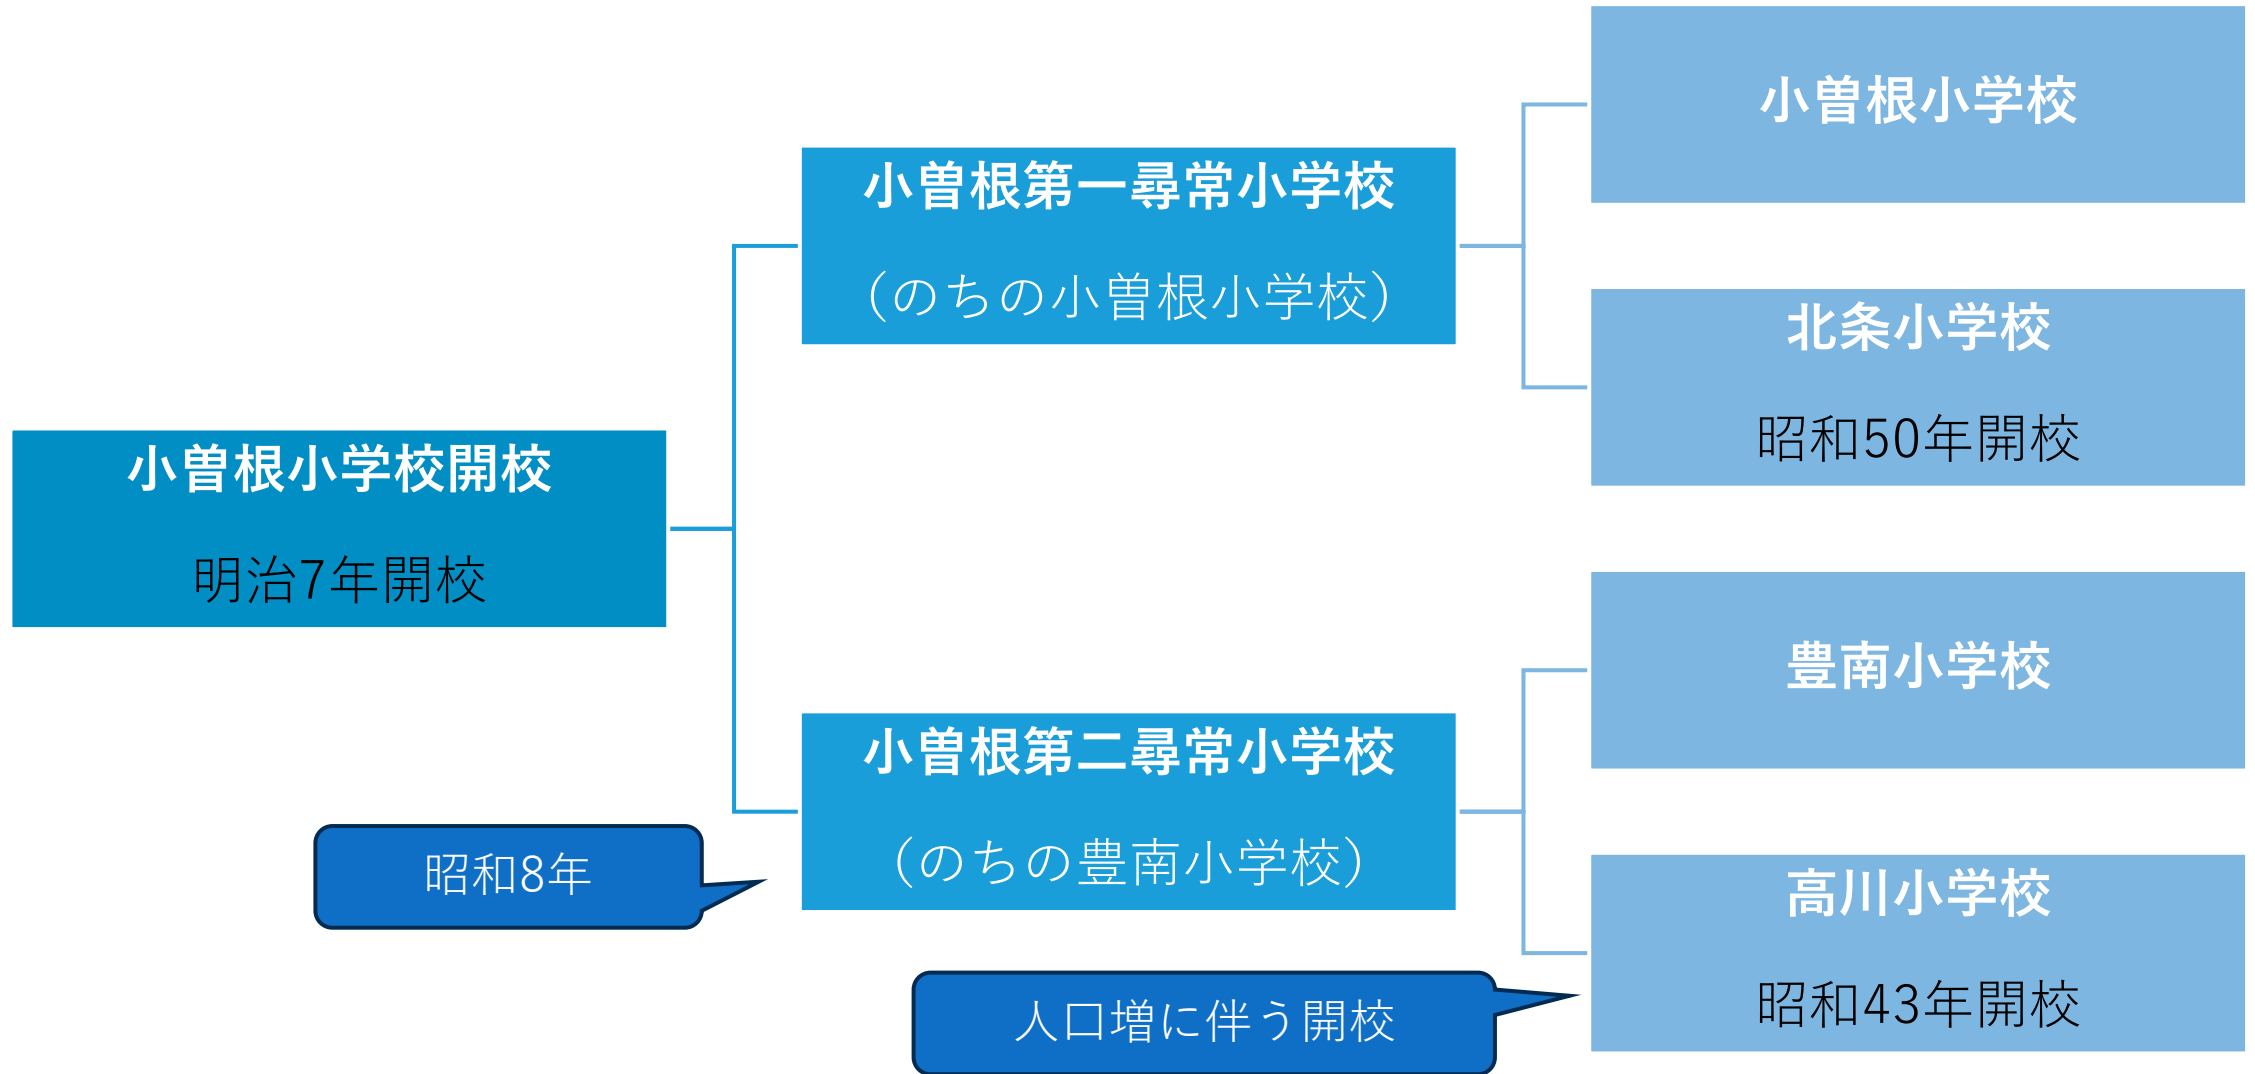 小曽根小学校開校
明治7年開校
小曽根第一尋常小学校
（のちの小曽根小学校）
小曽根小学校
北条小学校
昭和50年開校
小曽根第二尋常小学校
（のちの豊南小学校）
昭和8年
豊南小学校
高川小学校
昭和43年開校
人口増に伴う開校